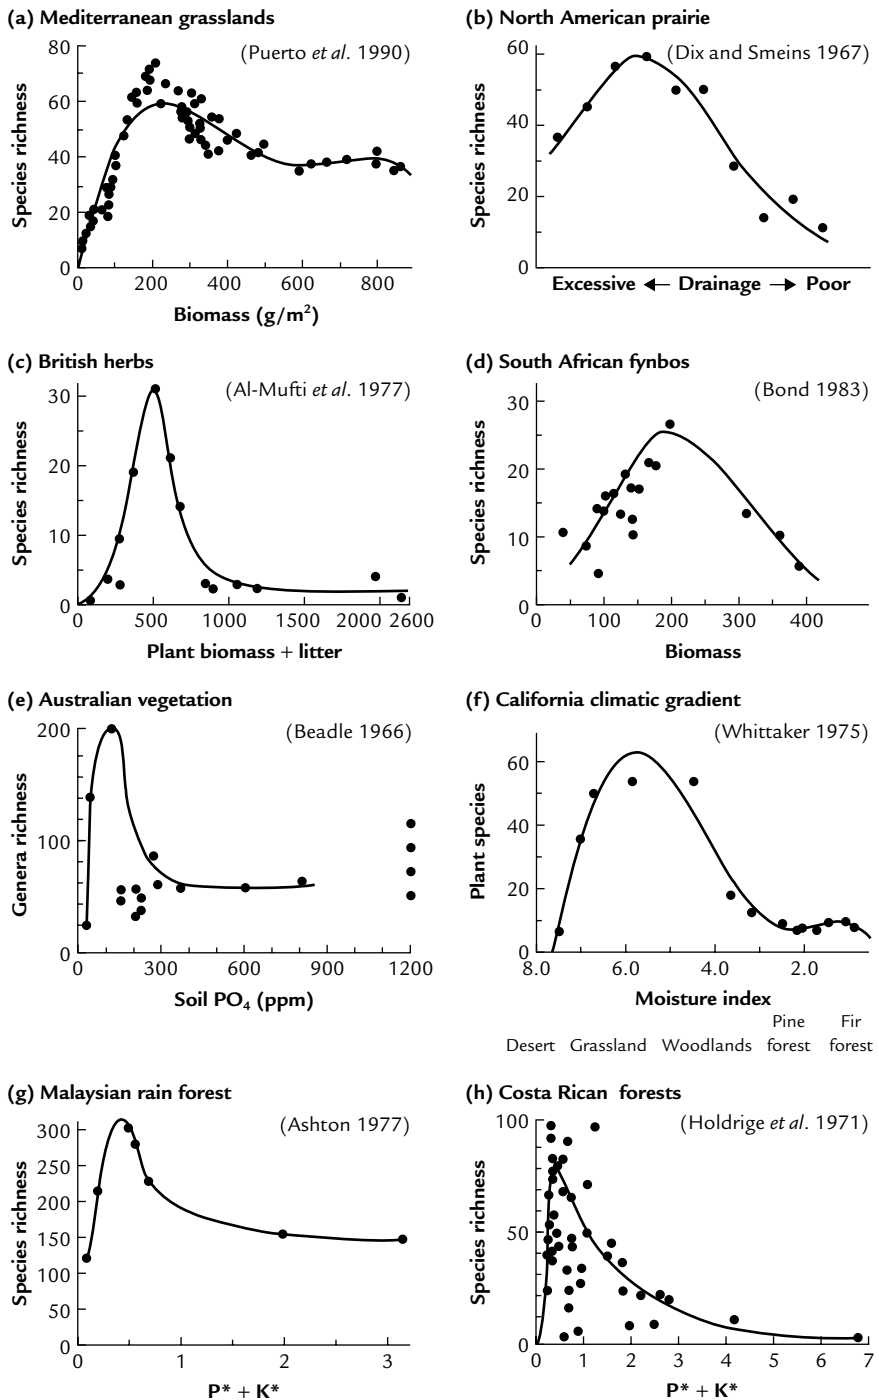 (a) Mediterranean grasslands
(Puerto et al. 1990)
80
60
40
20
0
Species richness
0 200 400 600 800
Biomass (g/m²)
(b) North American prairie
(Dix and Smeins 1967)
60
40
20
0
Species richness
Excessive ← Drainage → Poor
(c) British herbs
(Al-Mufti et al. 1977)
30
20
10
0
Species richness
0 500 1000 1500 2000 2600
Plant biomass + litter
(d) South African fynbos
(Bond 1983)
30
20
10
0
Species richness
0 100 200 300 400
Biomass
(e) Australian vegetation
(Beadle 1966)
200
100
0
Genera richness
0 300 600 900 1200
Soil PO₄ (ppm)
(f) California climatic gradient
(Whittaker 1975)
60
40
20
0
Plant species
8.0 6.0 4.0 2.0
Moisture index
Pine Fir
Desert Grassland Woodlands forest forest
(g) Malaysian rain forest
(Ashton 1977)
300
250
200
150
100
50
0
Species richness
0 1 2 3
P* + K*
(h) Costa Rican forests
(Holdrige et al. 1971)
100
50
0
Species richness
0 1 2 3 4 5 6 7
P* + K*